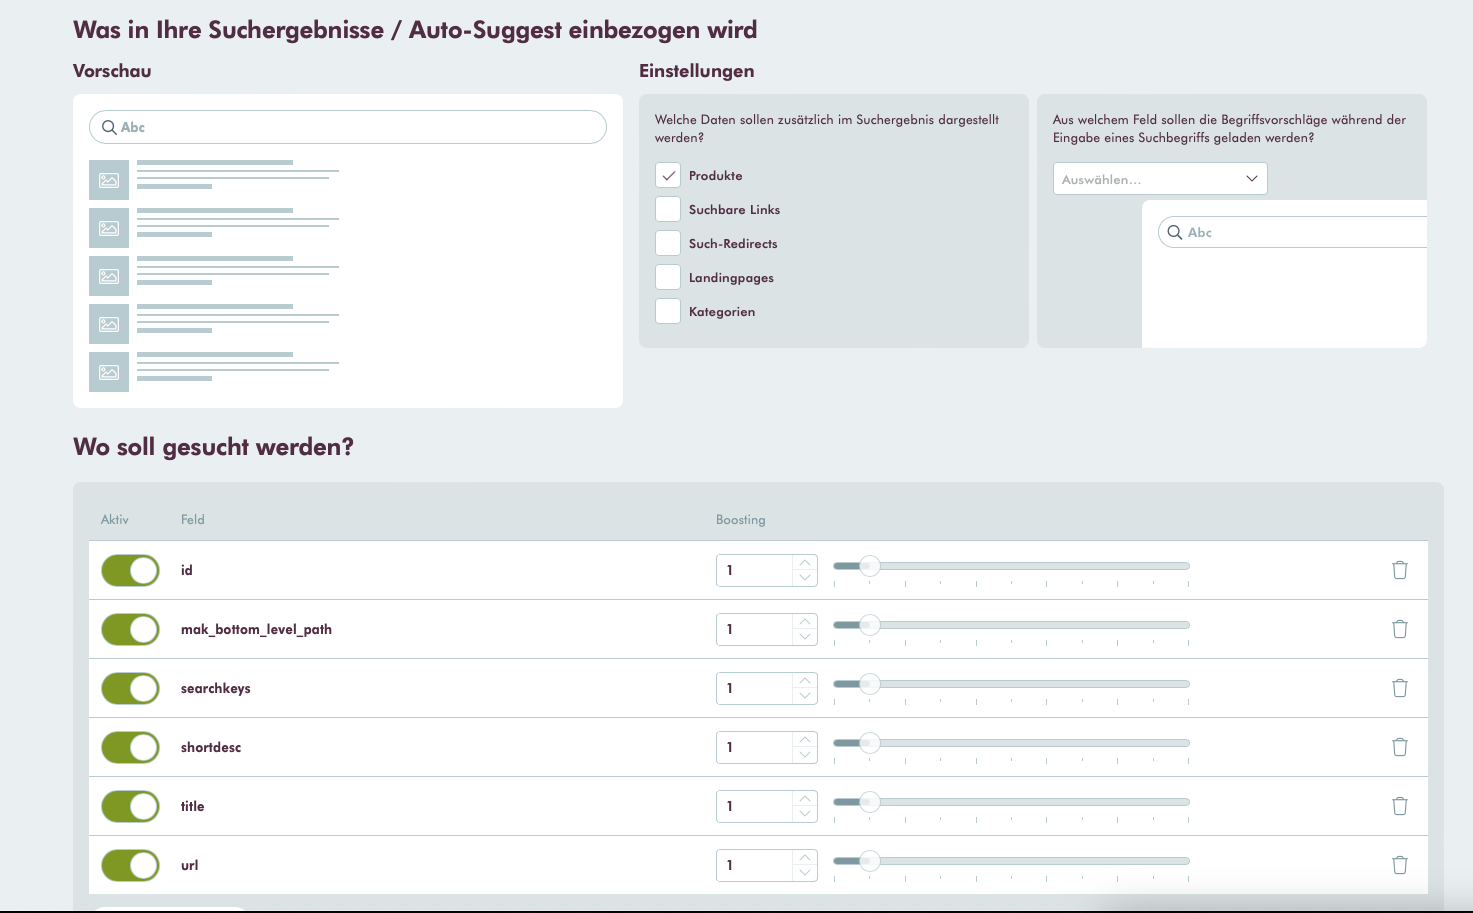 Was in Ihre Suchergebnisse / Auto-Suggest einbezogen wird
Vorschau
Abc
Einstellungen
Welche Daten sollen zusätzlich im Suchergebnis dargestellt
werden?
Produkte
Suchbare Links
Such-Redirects
Landingpages
Kategorien
Aus welchem Feld sollen die Begriffsvorschläge während der
Eingabe eines Suchbegriffs geladen werden?
Auswählen...
Abc
Wo soll gesucht werden?
Aktiv Feld Boosting
id 1
mak_bottom_level_path 1
searchkeys 1
shortdesc 1
title 1
url 1